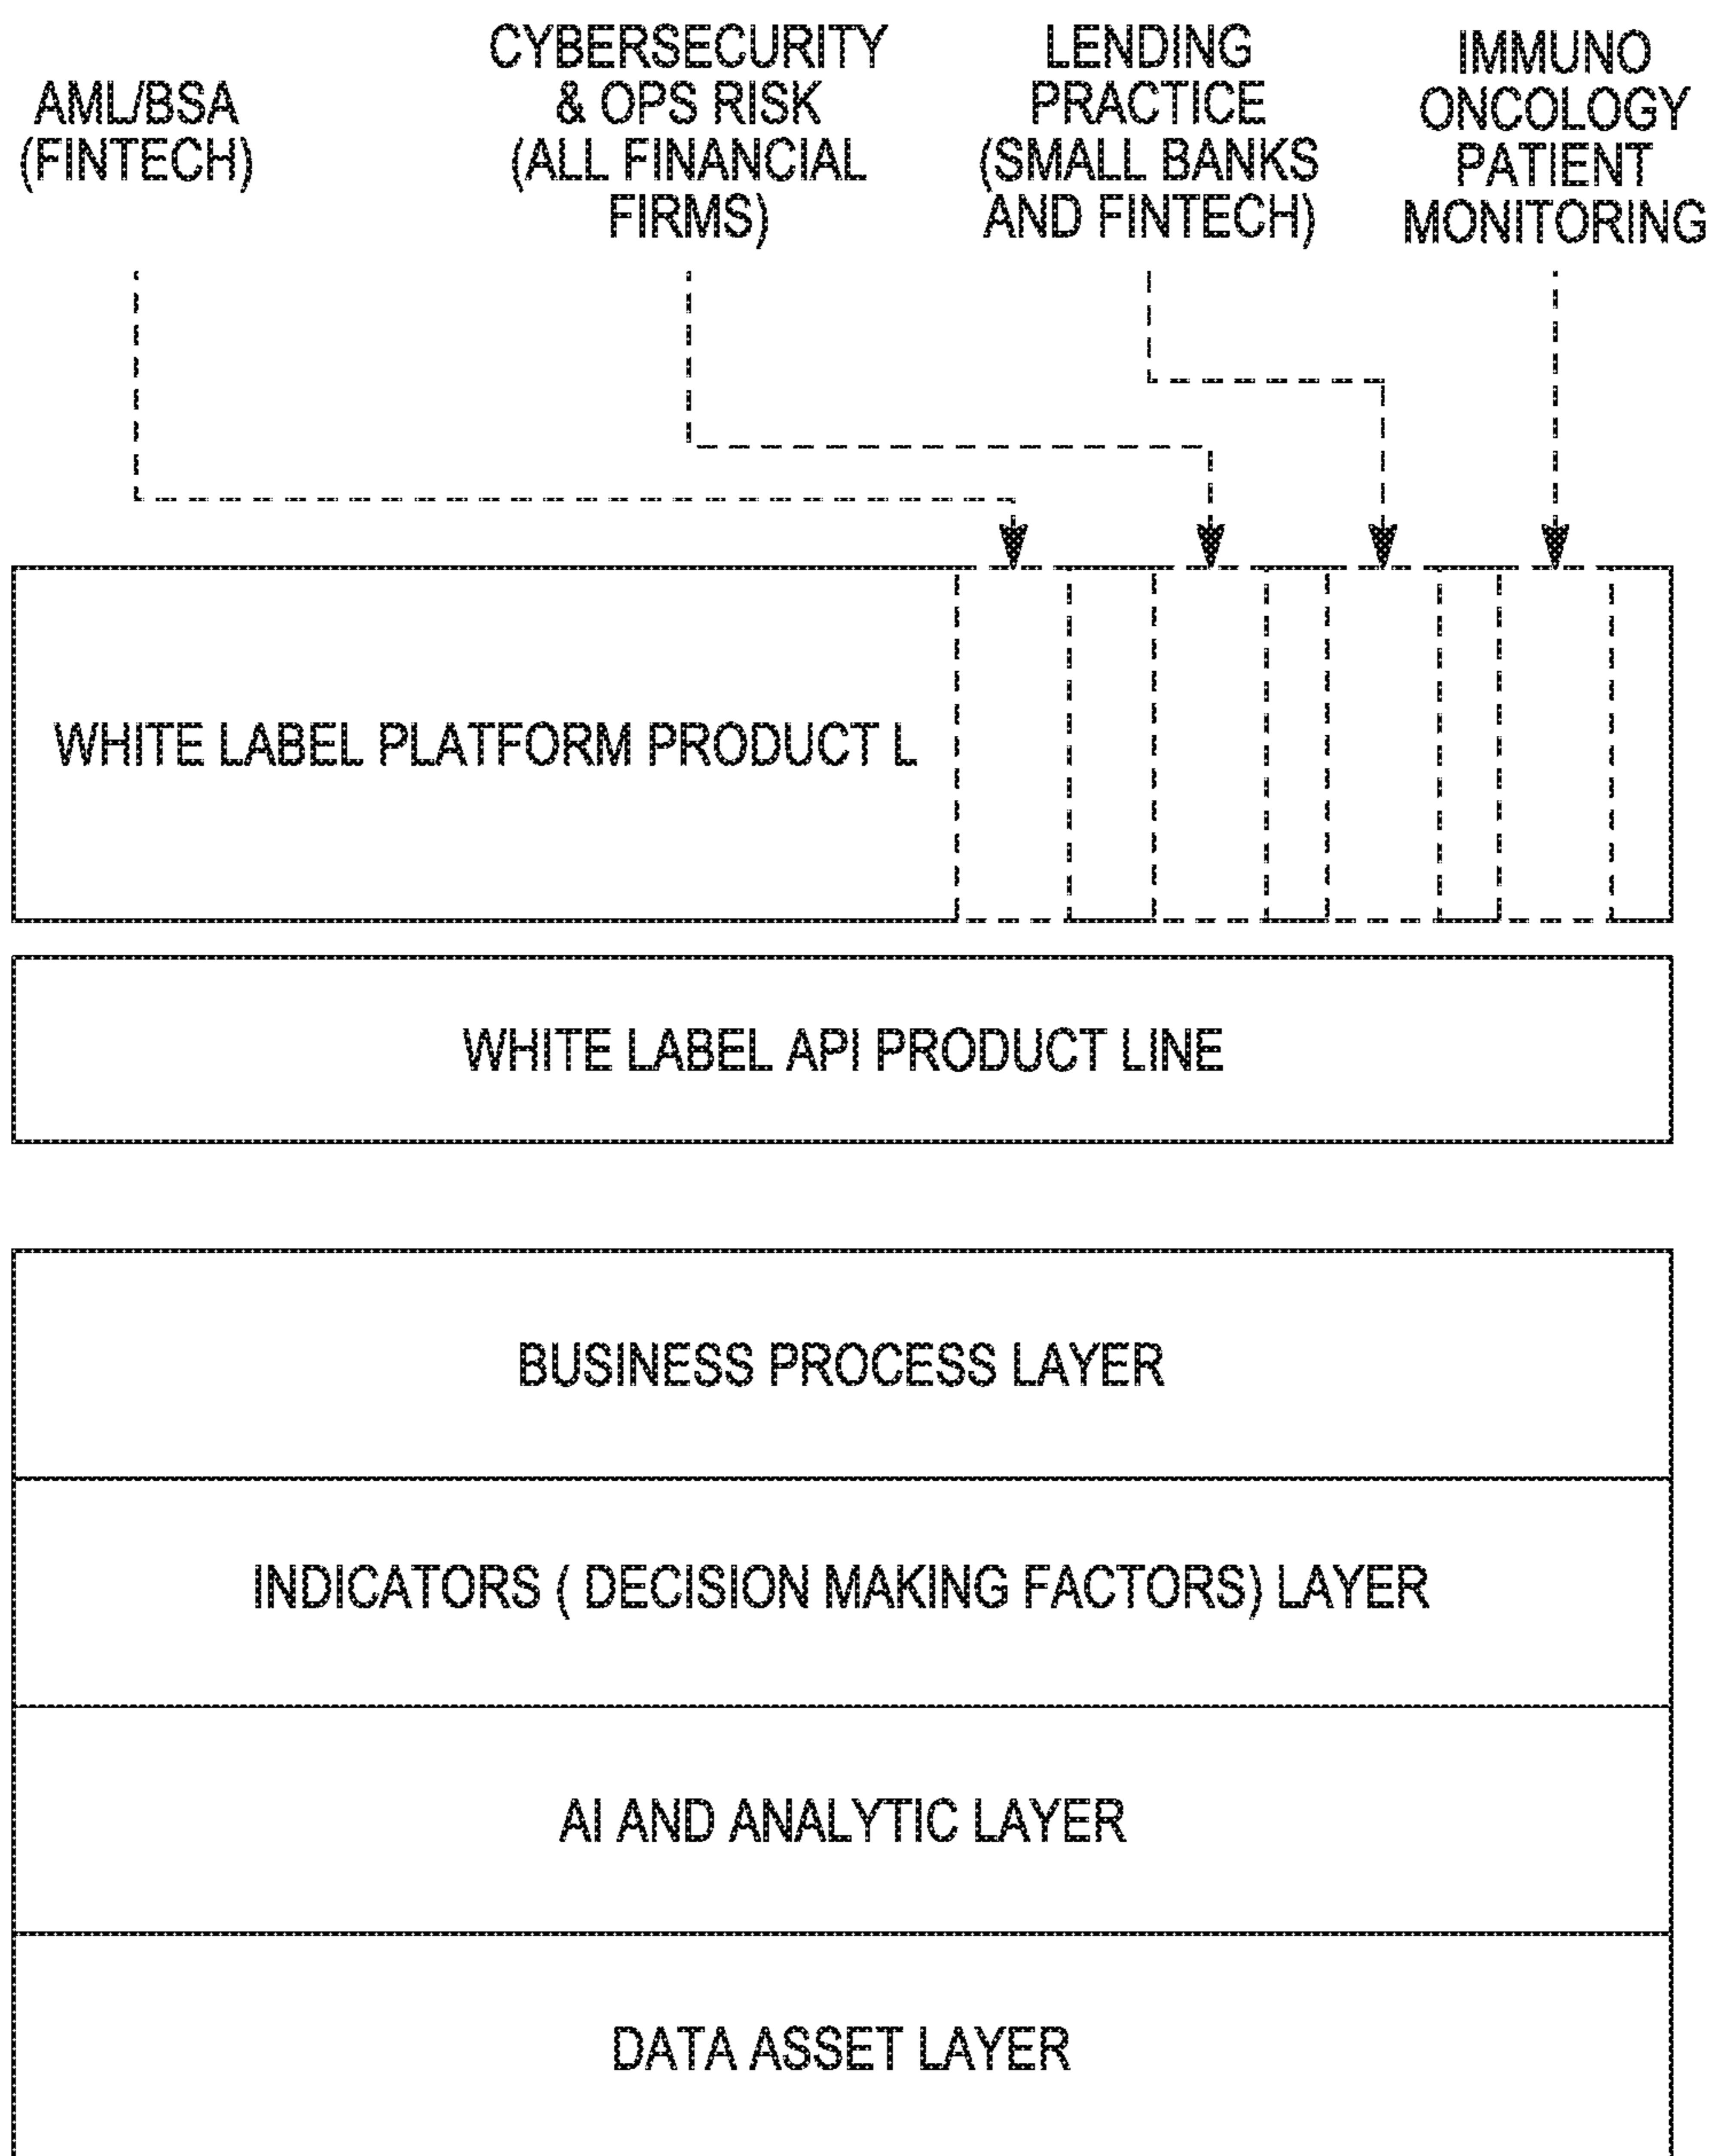 AML/BSA
(FINTECH)
CYBERSECURITY
& OPS RISK
(ALL FINANCIAL
FIRMS)
LENDING
PRACTICE
(SMALL BANKS
AND FINTECH)
IMMUNO
ONCOLOGY
PATIENT
MONITORING
WHITE LABEL PLATFORM PRODUCT L
WHITE LABEL API PRODUCT LINE
BUSINESS PROCESS LAYER
INDICATORS ( DECISION MAKING FACTORS) LAYER
AI AND ANALYTIC LAYER
DATA ASSET LAYER